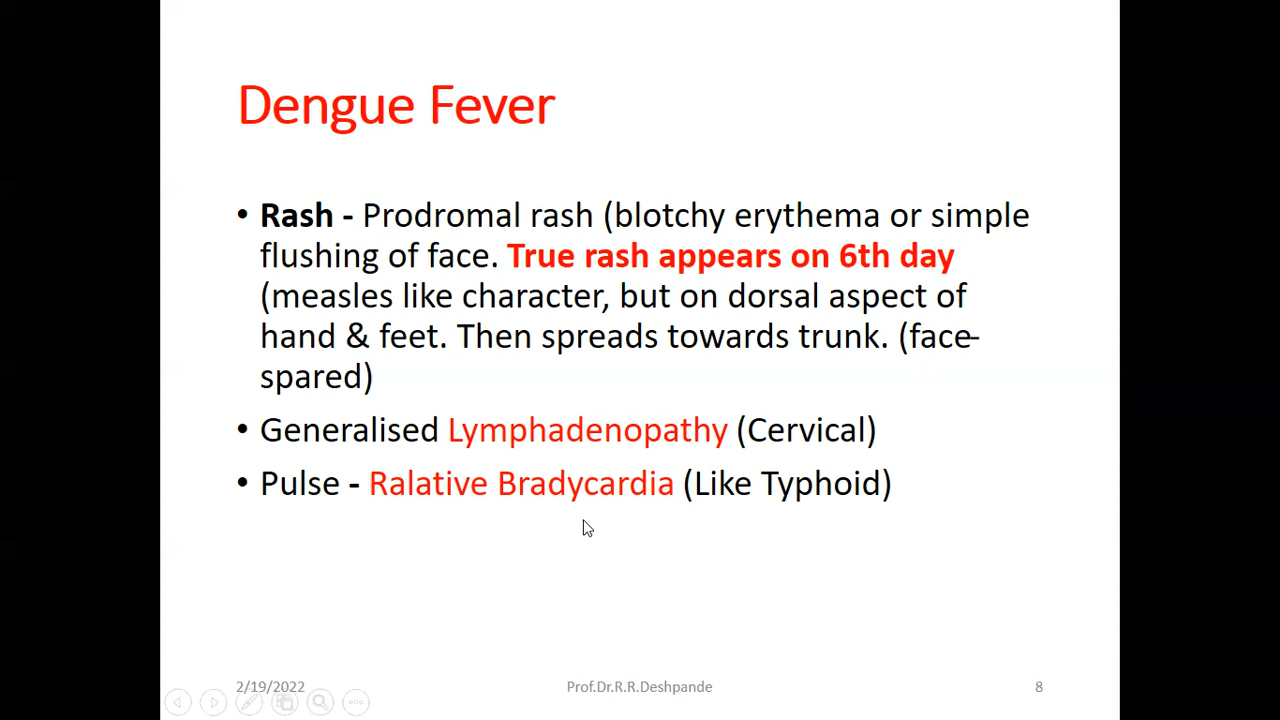 Dengue Fever
• Rash - Prodromal rash (blotchy erythema or simple
flushing of face. True rash appears on 6th day
(measles like character, but on dorsal aspect of
hand & feet. Then spreads towards trunk. (face-
spared)
• Generalised Lymphadenopathy (Cervical)
• Pulse - Ralative Bradycardia (Like Typhoid)
2/19/2022 Prof.Dr.R.R.Deshpande 8